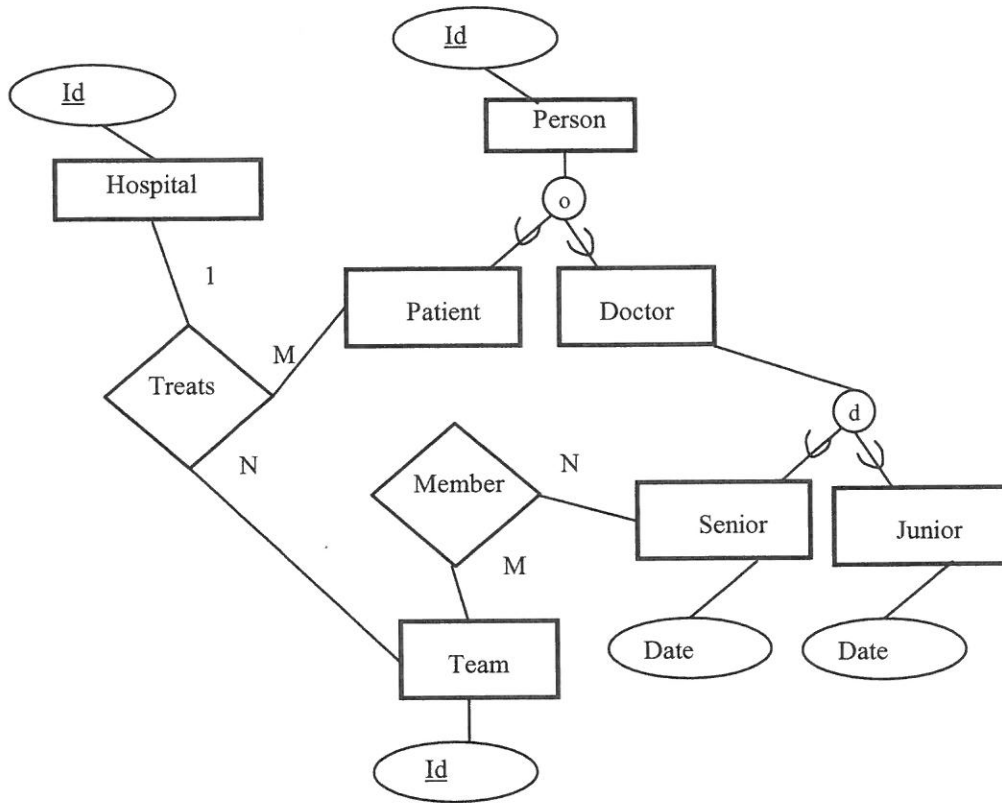 Id
Id
Person
Hospital
o
1
Patient
Doctor
M
Treats
d
N
Member
N
Senior
Junior
M
Team
Date
Date
Id